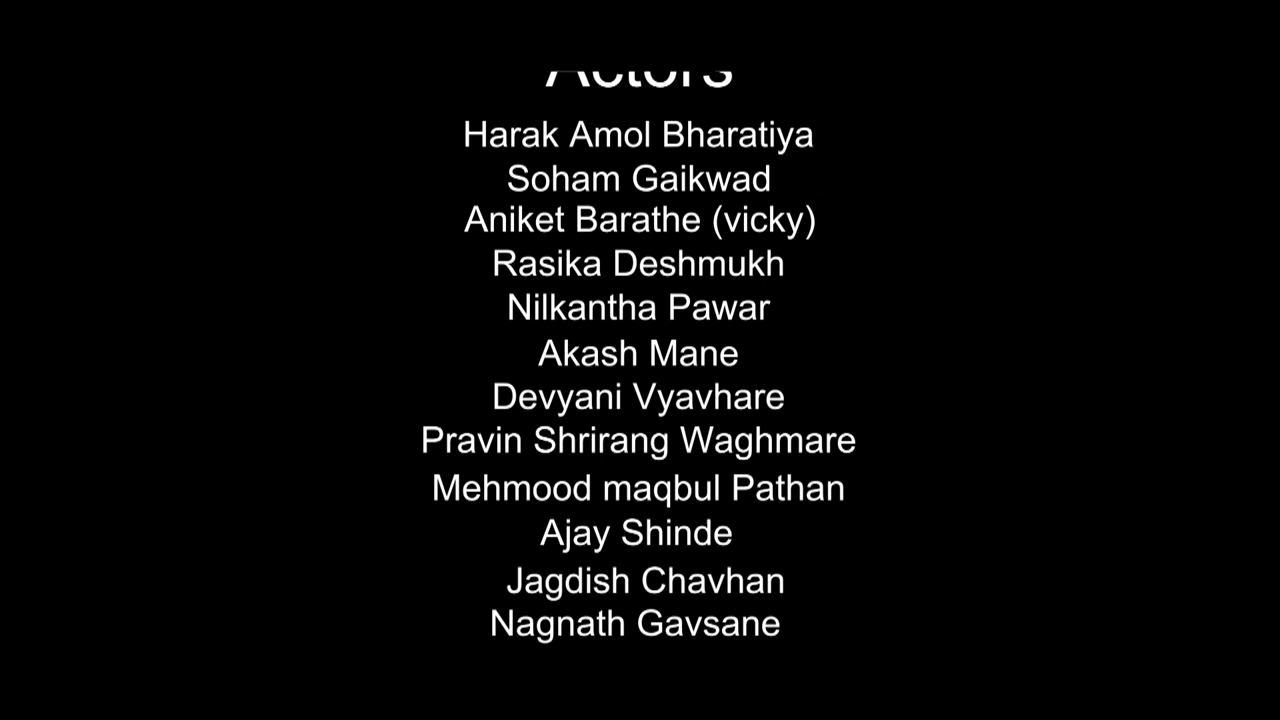 Actors
Harak Amol Bharatiya
Soham Gaikwad
Aniket Barathe (vicky)
Rasika Deshmukh
Nilkantha Pawar
Akash Mane
Devyani Vyavhare
Pravin Shrirang Waghmare
Mehmood maqbul Pathan
Ajay Shinde
Jagdish Chavhan
Nagnath Gavsane